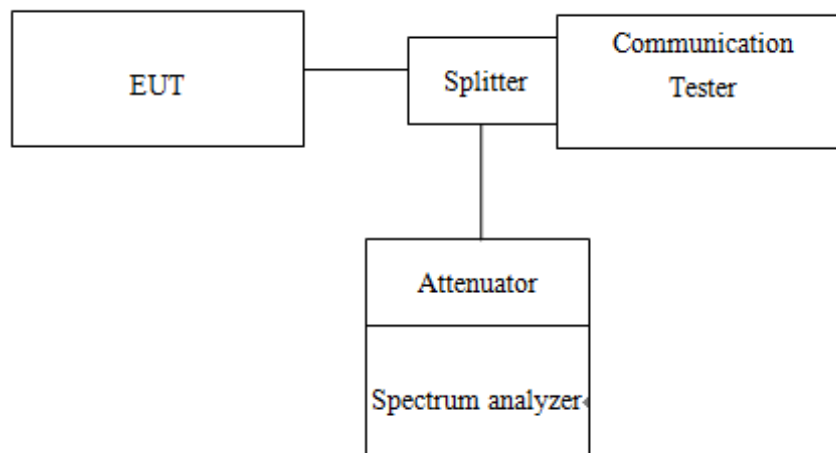 EUT
Splitter
Communication
Tester
Attenuator
Spectrum analyzer